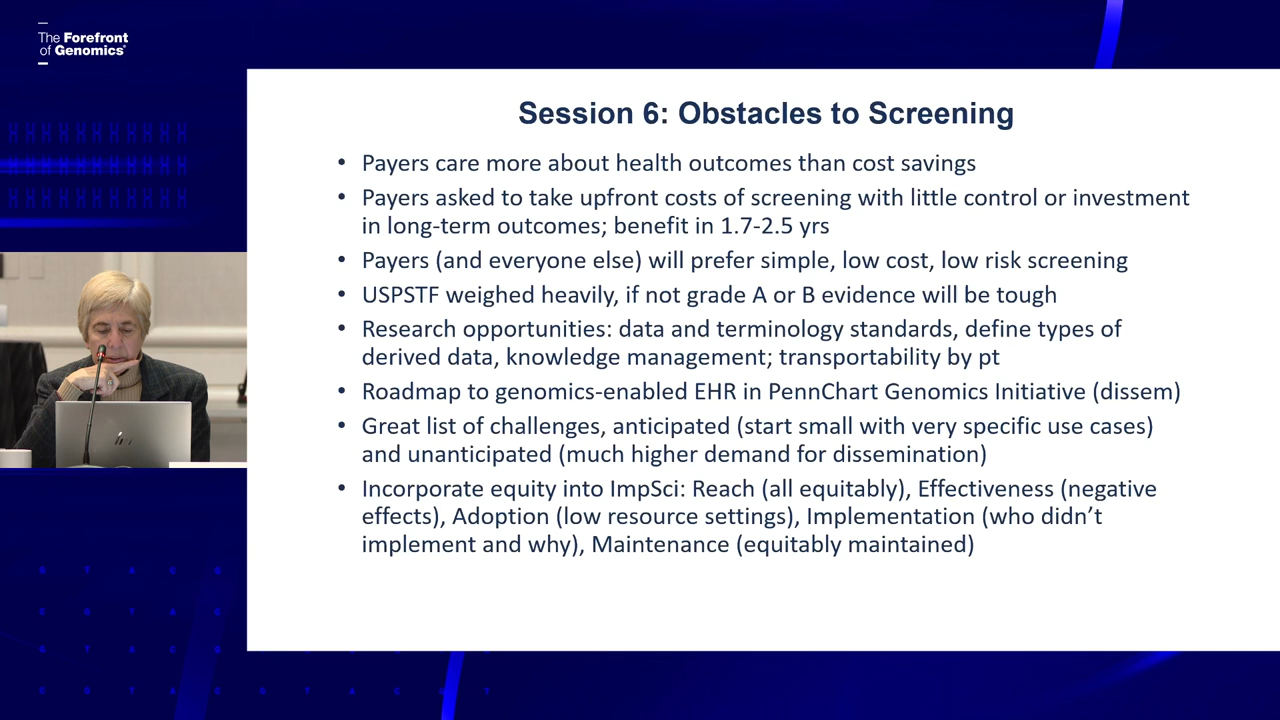 The Forefront
of Genomics
Session 6: Obstacles to Screening
• Payers care more about health outcomes than cost savings
• Payers asked to take upfront costs of screening with little control or investment
in long-term outcomes; benefit in 1.7-2.5 yrs
• Payers (and everyone else) will prefer simple, low cost, low risk screening
• USPSTF weighed heavily, if not grade A or B evidence will be tough
• Research opportunities: data and terminology standards, define types of
derived data, knowledge management; transportability by pt
• Roadmap to genomics-enabled EHR in PennChart Genomics Initiative (dissem)
• Great list of challenges, anticipated (start small with very specific use cases)
and unanticipated (much higher demand for dissemination)
• Incorporate equity into ImpSci: Reach (all equitably), Effectiveness (negative
effects), Adoption (low resource settings), Implementation (who didn’t
implement and why), Maintenance (equitably maintained)
hp